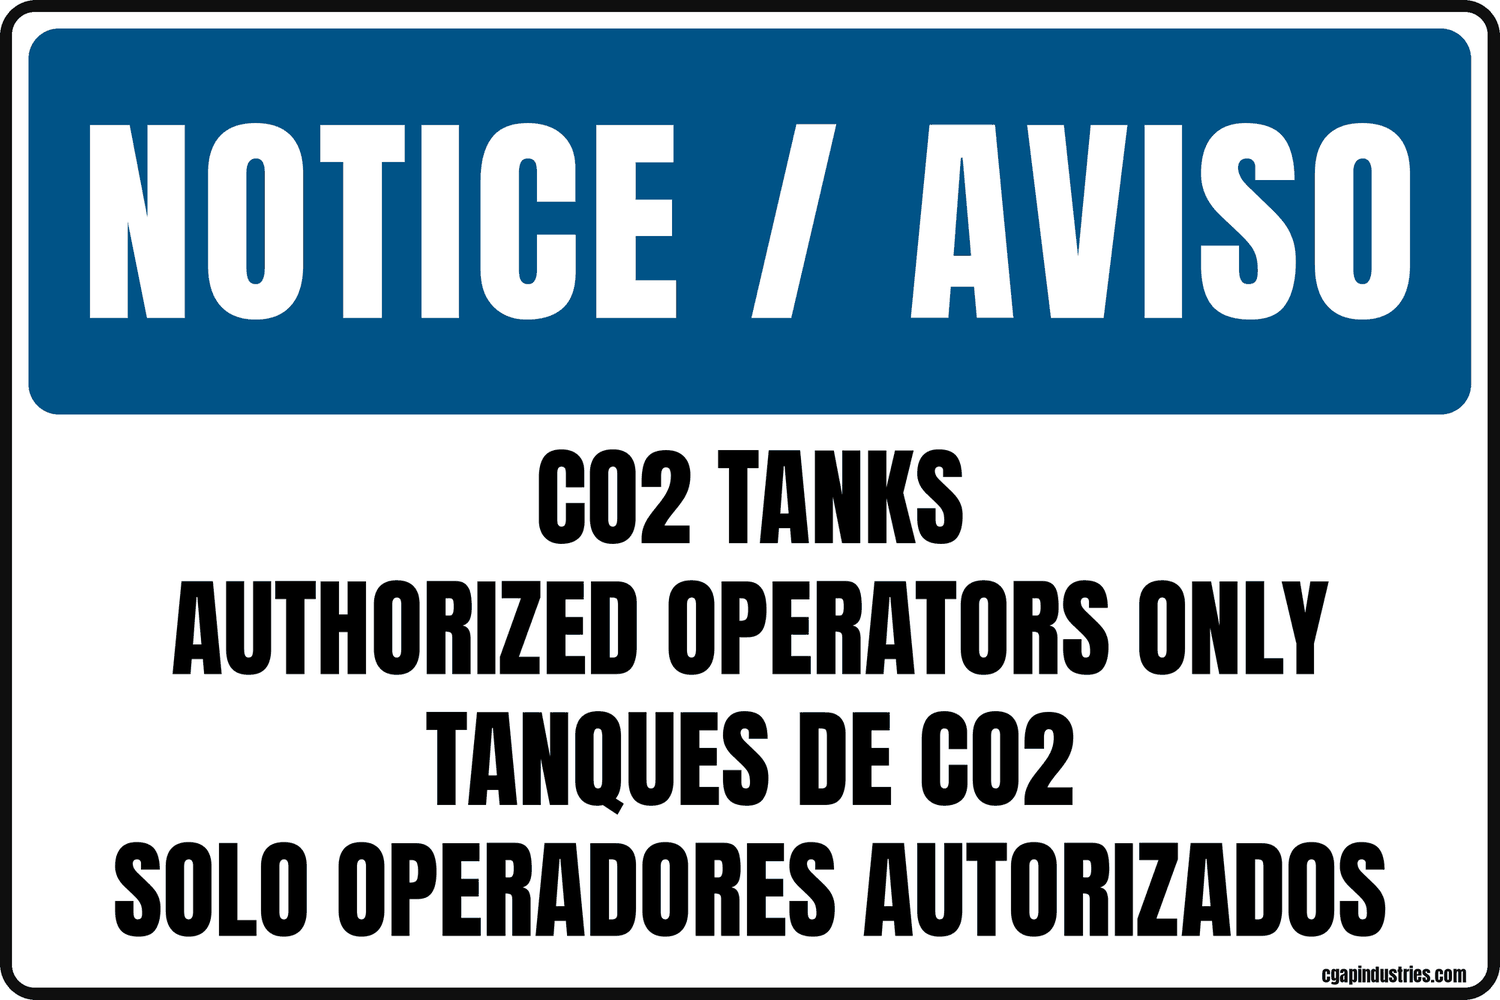 NOTICE / AVISO
CO2 TANKS
AUTHORIZED OPERATORS ONLY
TANQUES DE CO2
SOLO OPERADORES AUTORIZADOS
cgapindustries.com